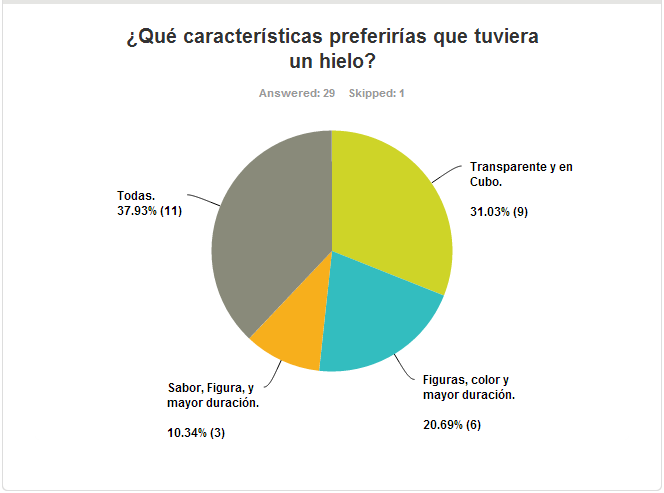 ¿Qué características preferirías que tuviera
un hielo?
Answered: 29 Skipped: 1
Transparente y en
Cubo.
31.03% (9)
Todas.
37.93% (11)
Figuras, color y
mayor duración.
20.69% (6)
Sabor, Figura, y
mayor duración.
10.34% (3)